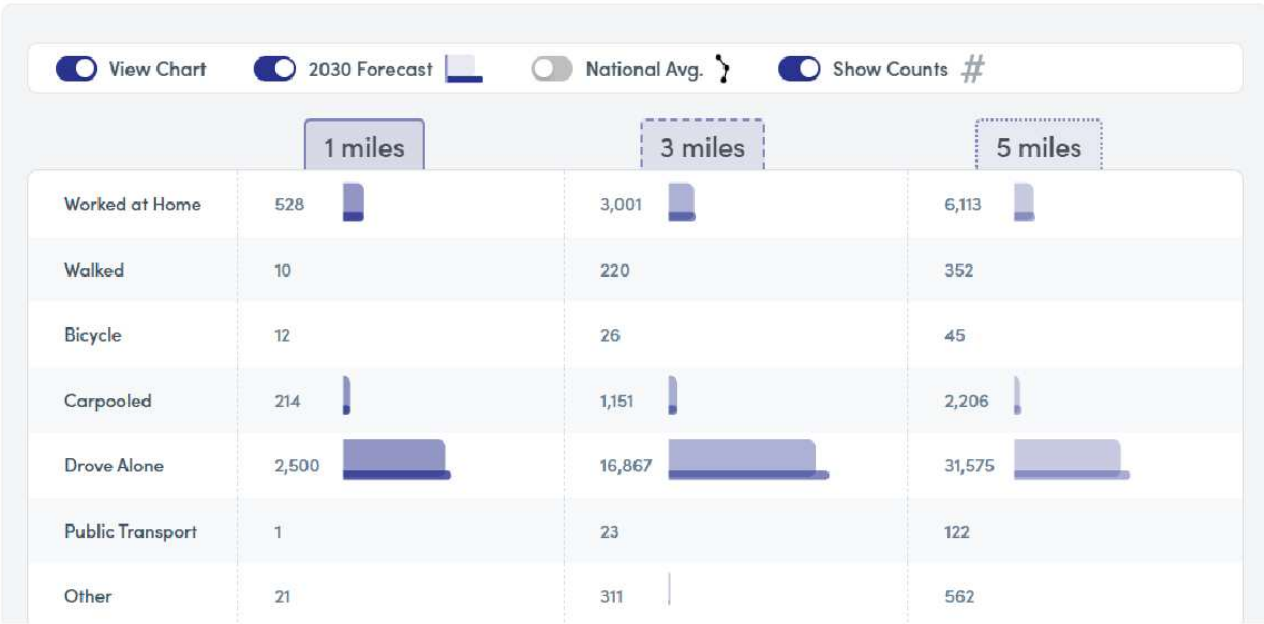 View Chart 2030 Forecast National Avg. Show Counts #
1 miles 3 miles 5 miles
Worked at Home 528 3,001 6,113
Walked 10 220 352
Bicycle 12 26 45
Carpooled 214 1,151 2,206
Drove Alone 2,500 16,867 31,575
Public Transport 1 23 122
Other 21 311 562